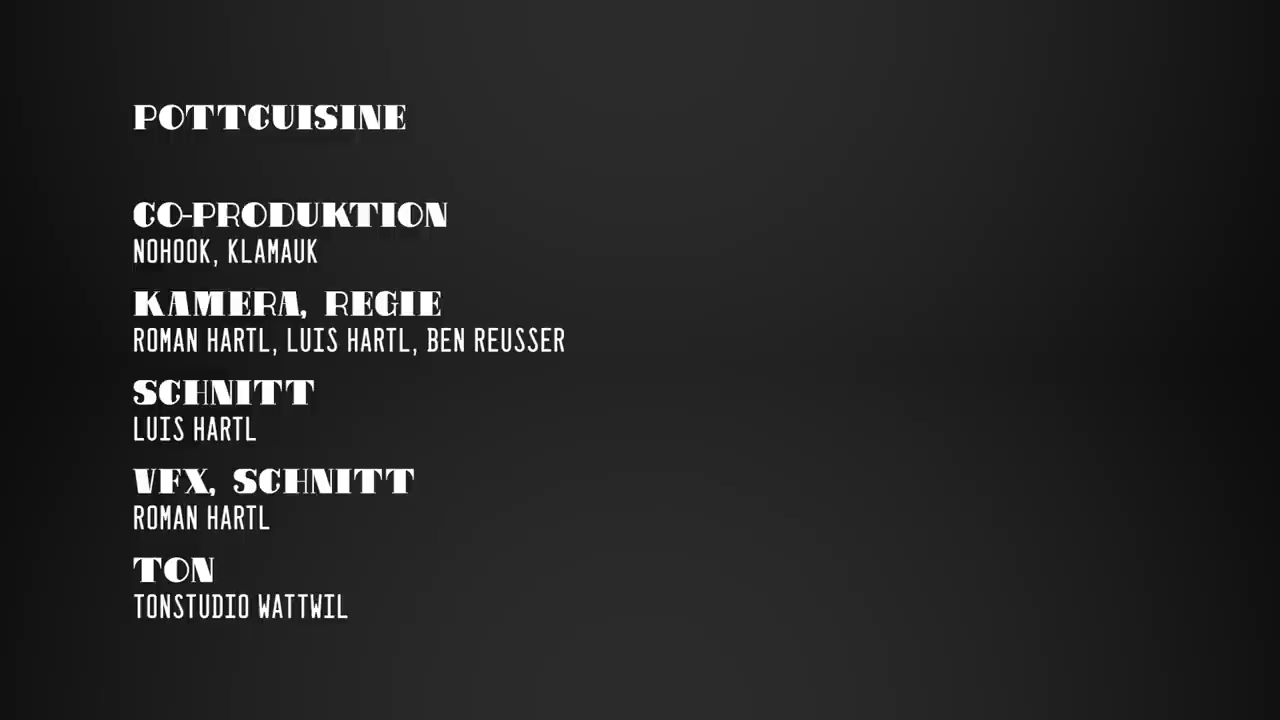 POTTCUISINE
CO-PRODUKTION
NOHOOK, KLAMAUK
KAMERA, REGIE
ROMAN HARTL, LUIS HARTL, BEN REUSSER
SCHNITT
LUIS HARTL
VFX, SCHNITT
ROMAN HARTL
TON
TONSTUDIO WATTWIL